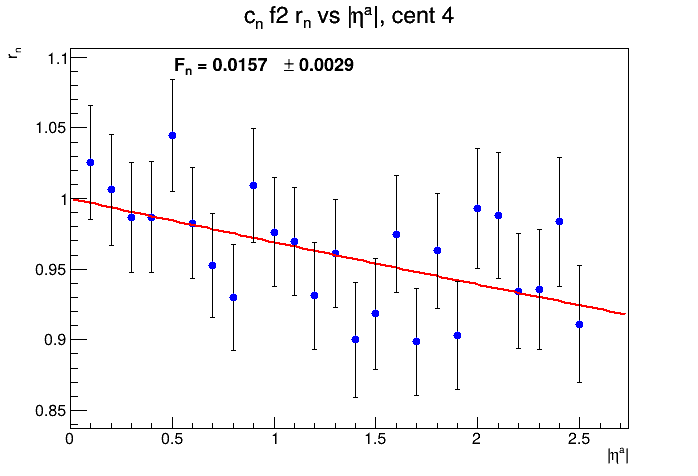 cₙ f2 rₙ vs |ηᵃ|, cent 4
rₙ
Fₙ = 0.0157 ± 0.0029
1.1
1.05
1
0.95
0.9
0.85
0 0.5 1 1.5 2 2.5
|ηᵃ|